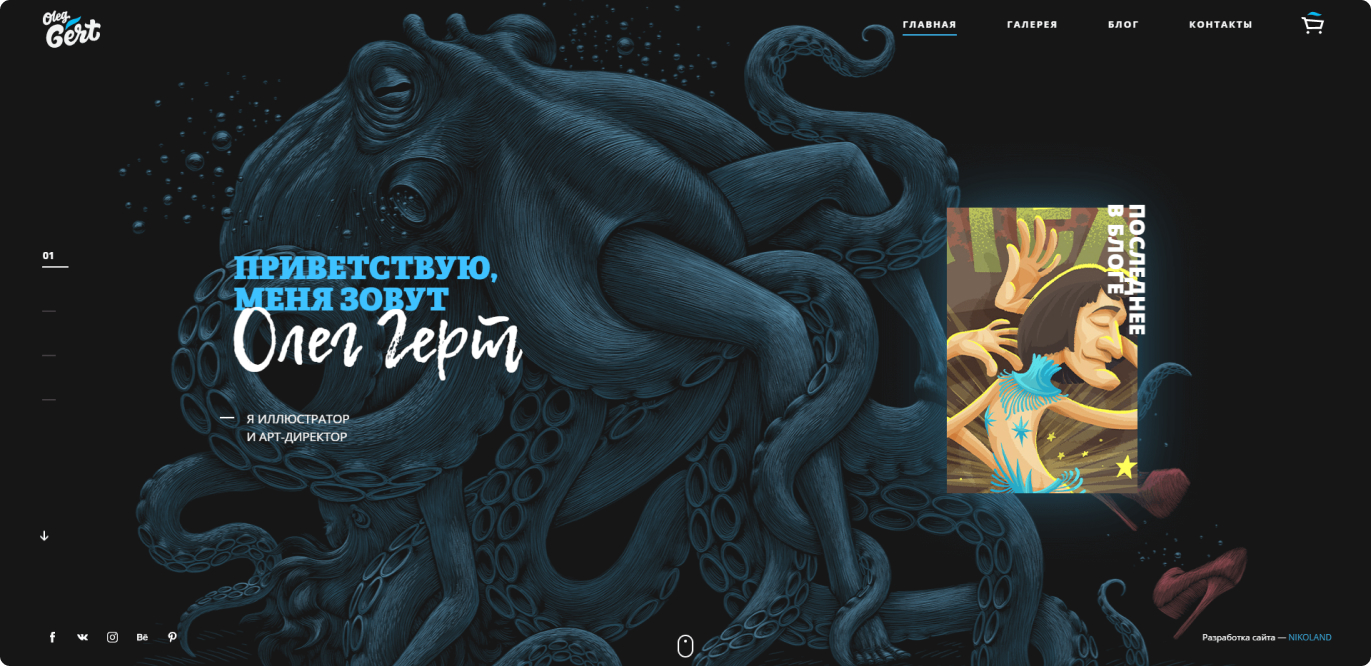 Oleg
Gert
ГЛАВНАЯ
ГАЛЕРЕЯ
БЛОГ
КОНТАКТЫ
01
ПРИВЕТСТВУЮ,
МЕНЯ ЗОВУТ
Олег Герт
Я ИЛЛЮСТРАТОР
И АРТ-ДИРЕКТОР
ПОСЛЕДНЕЕ
В БЛОГЕ
Bē
Разработка сайта — NIKOLAND